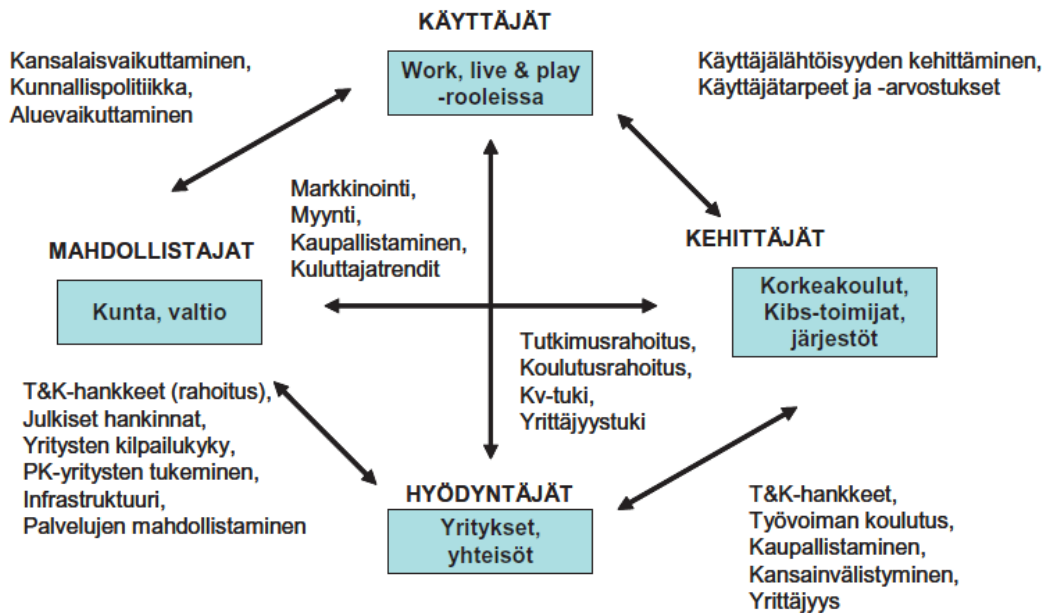 KÄYTTÄJÄT
Work, live & play
-rooleissa
Kansalaisvaikuttaminen,
Kunnallispolitiikka,
Aluevaikuttaminen
Käyttäjälähtöisyyden kehittäminen,
Käyttäjätarpeet ja -arvostukset
Markkinointi,
Myynti,
Kaupallistaminen,
Kuluttajatrendit
MAHDOLLISTAJAT
Kunta, valtio
KEHITTÄJÄT
Korkeakoulut,
Kibs-toimijat,
järjestöt
Tutkimusrahoitus,
Koulutusrahoitus,
Kv-tuki,
Yrittäjyystuki
T&K-hankkeet (rahoitus),
Julkiset hankinnat,
Yritysten kilpailukyky,
PK-yritysten tukeminen,
Infrastruktuuri,
Palvelujen mahdollistaminen
HYÖDYNTÄJÄT
Yritykset,
yhteisöt
T&K-hankkeet,
Työvoiman koulutus,
Kaupallistaminen,
Kansainvälistyminen,
Yrittäjyys